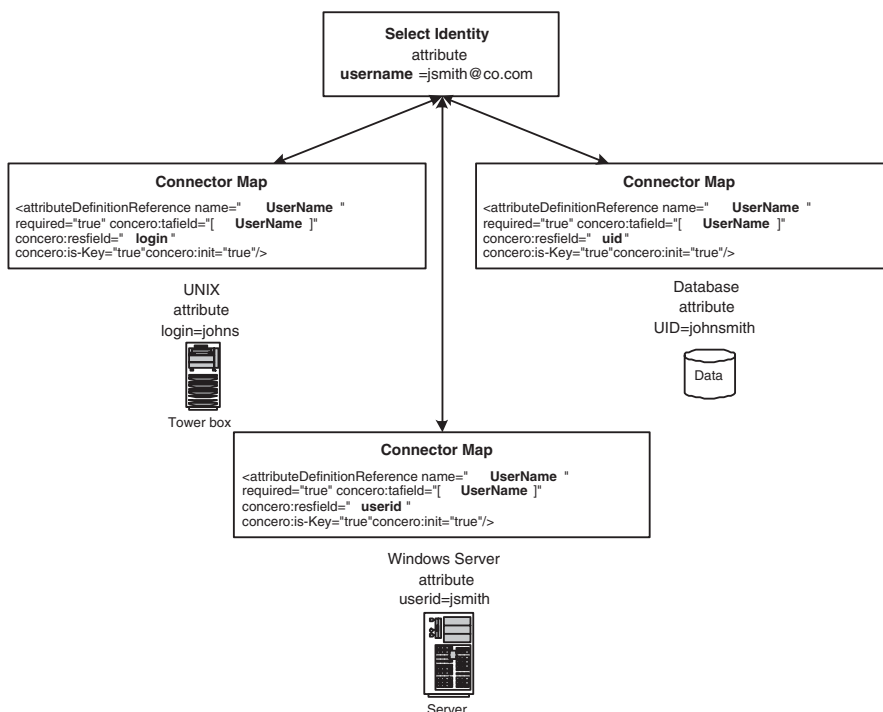 Select Identity
attribute
username =jsmith@co.com
Connector Map
<attributeDefinitionReference name=" UserName "
required="true" concero:tafield="[ UserName ]"
concero:resfield=" login "
concero:is-Key="true"concero:init="true"/>
UNIX
attribute
login=johns
Tower box
Connector Map
<attributeDefinitionReference name=" UserName "
required="true" concero:tafield="[ UserName ]"
concero:resfield=" uid "
concero:is-Key="true"concero:init="true"/>
Database
attribute
UID=johnsmith
Data
Connector Map
<attributeDefinitionReference name=" UserName "
required="true" concero:tafield="[ UserName ]"
concero:resfield=" userid "
concero:is-Key="true"concero:init="true"/>
Windows Server
attribute
userid=jsmith
Server